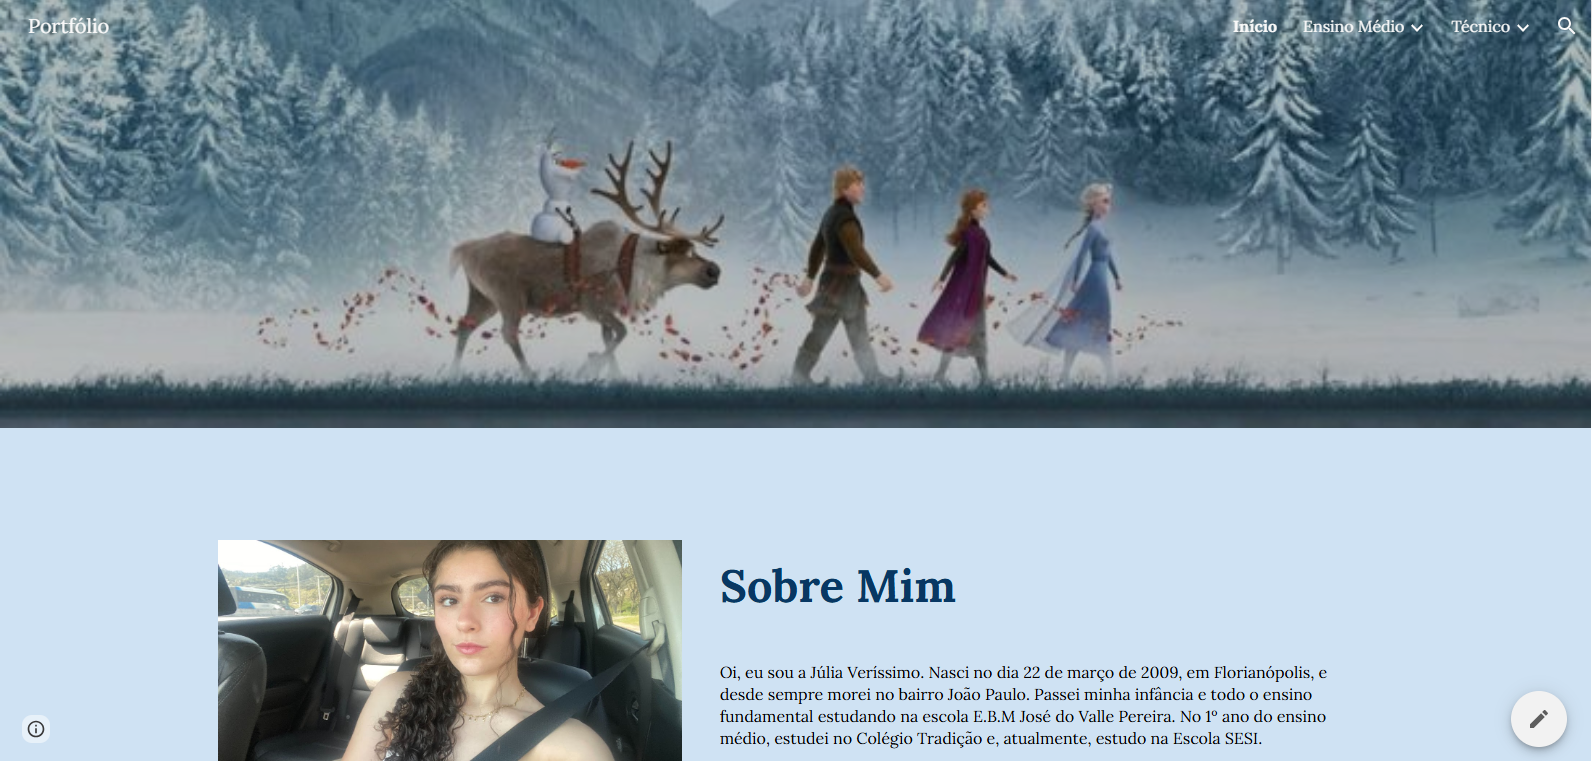 Portfólio
Início
Ensino Médio
Técnico
Sobre Mim
Oi, eu sou a Júlia Veríssimo. Nasci no dia 22 de março de 2009, em Florianópolis, e
desde sempre morei no bairro João Paulo. Passei minha infância e todo o ensino
fundamental estudando na escola E.B.M José do Valle Pereira. No 1º ano do ensino
médio, estudei no Colégio Tradição e, atualmente, estudo na Escola SESI.